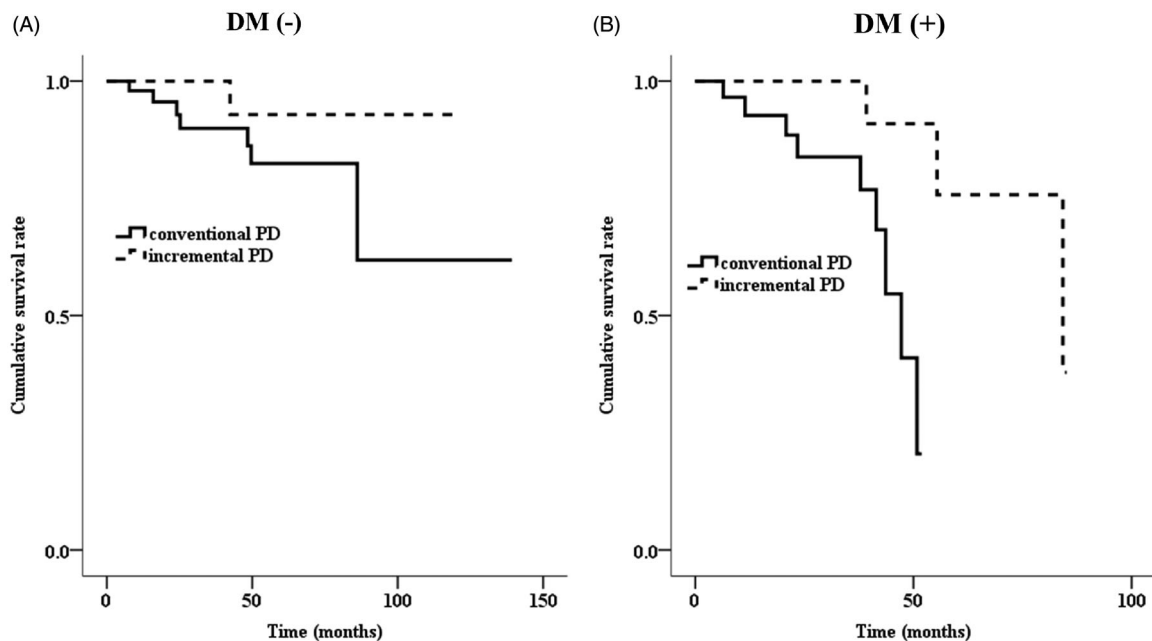 (A)
DM (-)
Cumulative survival rate
1.0
0.5
0.0
conventional PD
incremental PD
0
50
100
150
Time (months)
(B)
DM (+)
Cumulative survival rate
1.0
0.5
0.0
conventional PD
incremental PD
0
50
100
Time (months)